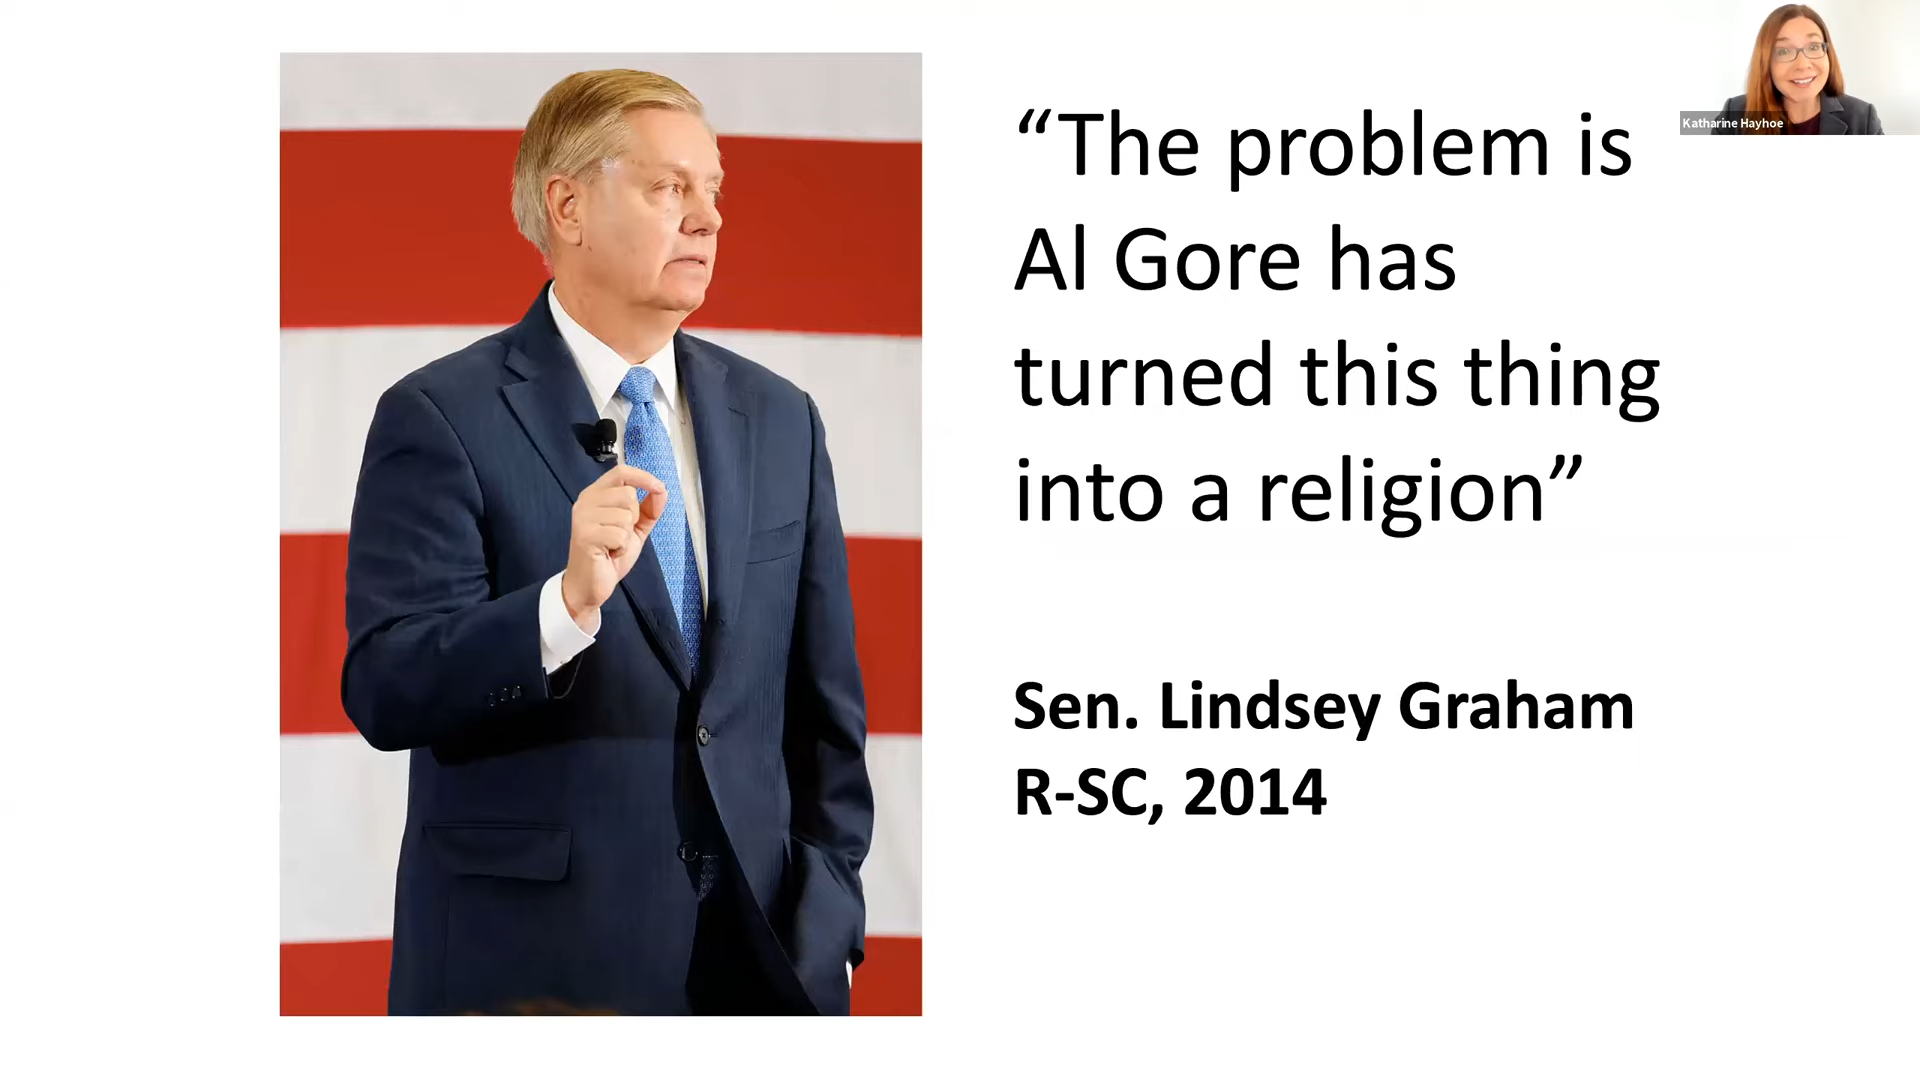 “The problem is
Al Gore has
turned this thing
into a religion”
Sen. Lindsey Graham
R-SC, 2014
Katharine Hayhoe